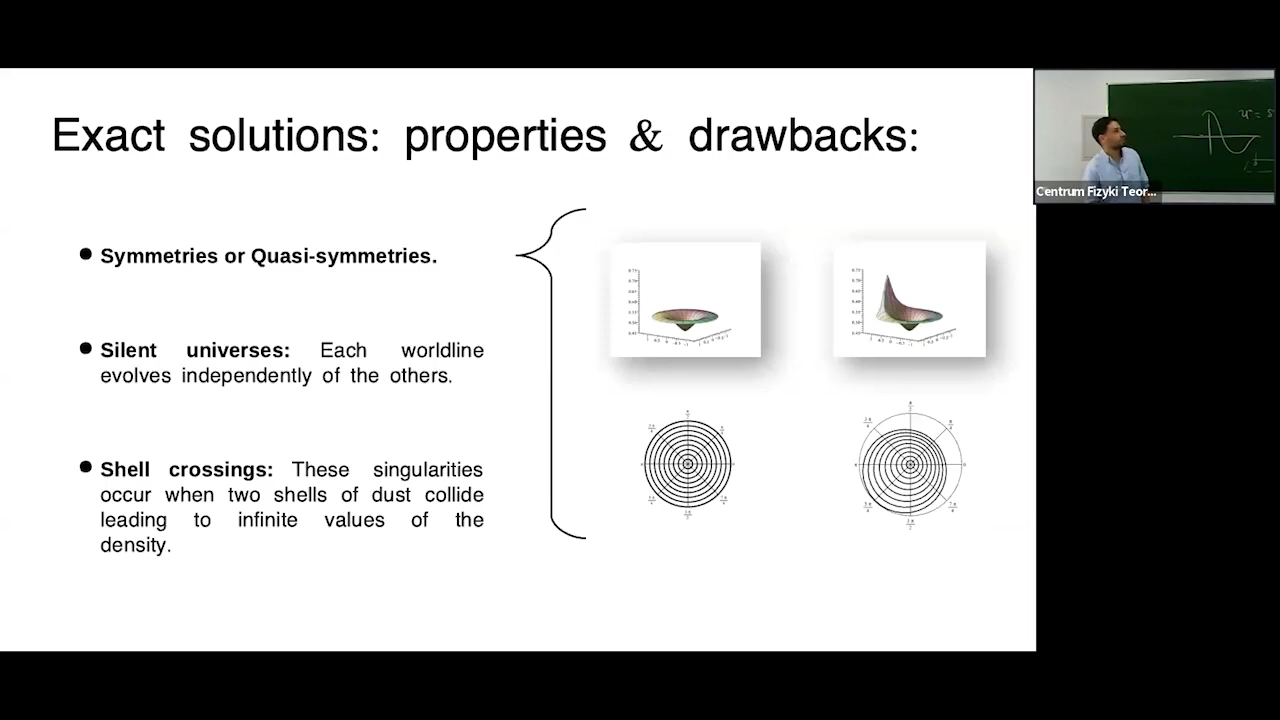 Exact solutions: properties & drawbacks:
Centrum Fizyki Teor...
● Symmetries or Quasi-symmetries.
● Silent universes: Each worldline
evolves independently of the others.
● Shell crossings: These singularities
occur when two shells of dust collide
leading to infinite values of the
density.